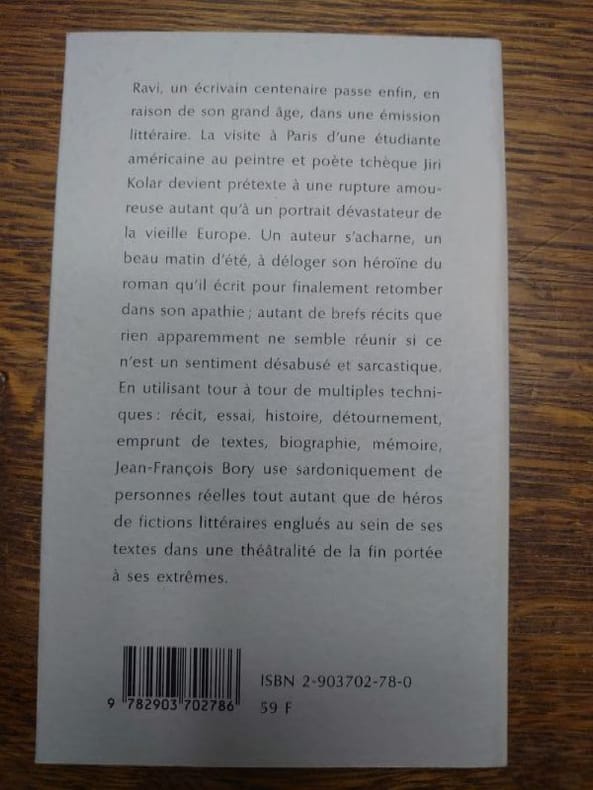 Ravi, un écrivain centenaire passe enfin, en
raison de son grand âge, dans une émission
littéraire. La visite à Paris d'une étudiante
américaine au peintre et poète tchèque Jiri
Kolar devient prétexte à une rupture amou-
reuse autant qu'à un portrait dévastateur de
la vieille Europe. Un auteur s'acharne, un
beau matin d'été, à déloger son héroïne du
roman qu'il écrit pour finalement retomber
dans son apathie ; autant de brefs récits que
rien apparemment ne semble réunir si ce
n'est un sentiment désabusé et sarcastique.
En utilisant tour à tour de multiples techni-
ques : récit, essai, histoire, détournement,
emprunt de textes, biographie, mémoire,
Jean-François Bory use sardoniquement de
personnes réelles tout autant que de héros
de fictions littéraires englués au sein de ses
textes dans une théâtralité de la fin portée
à ses extrêmes.
ISBN 2-903702-78-0
9 782903 702786
59 F